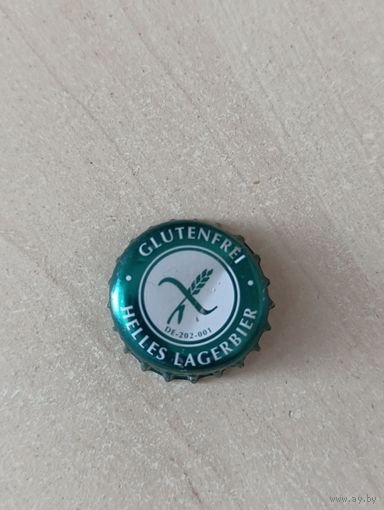 GLUTENFREI
DE-202-001
• HELLES LAGERBIER •
www.ay.by